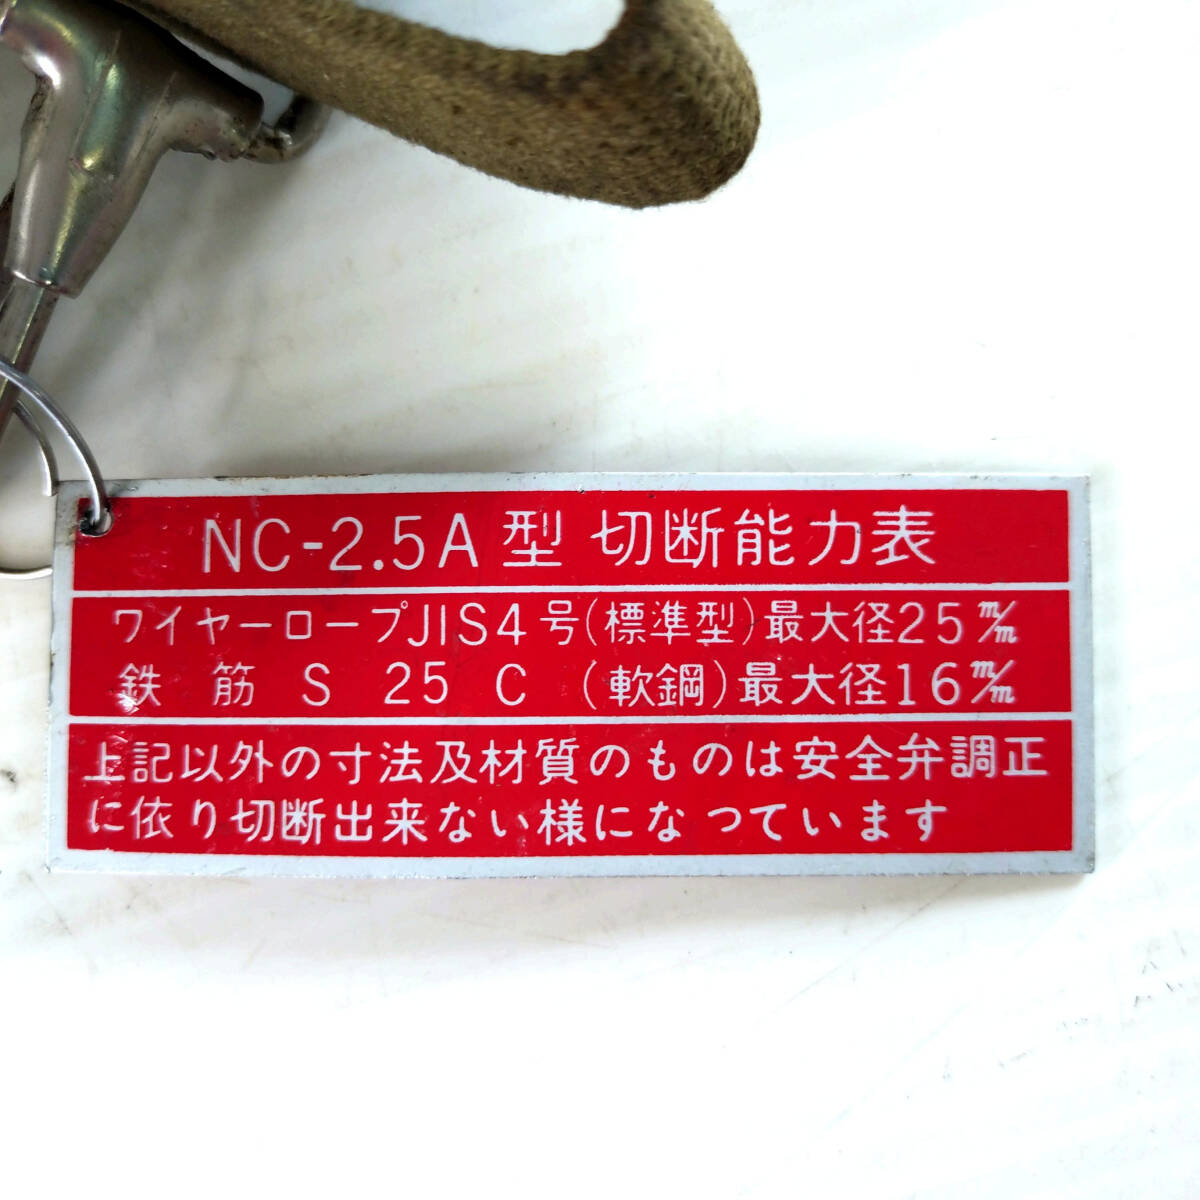 NC-2.5A型 切断能力表
ワイヤーロープJIS4号(標準型)最大径25m/m
鉄筋S25C(軟鋼)最大径16m/m
上記以外の寸法及材質のものは安全弁調正
に依り切断出来ない様になっています